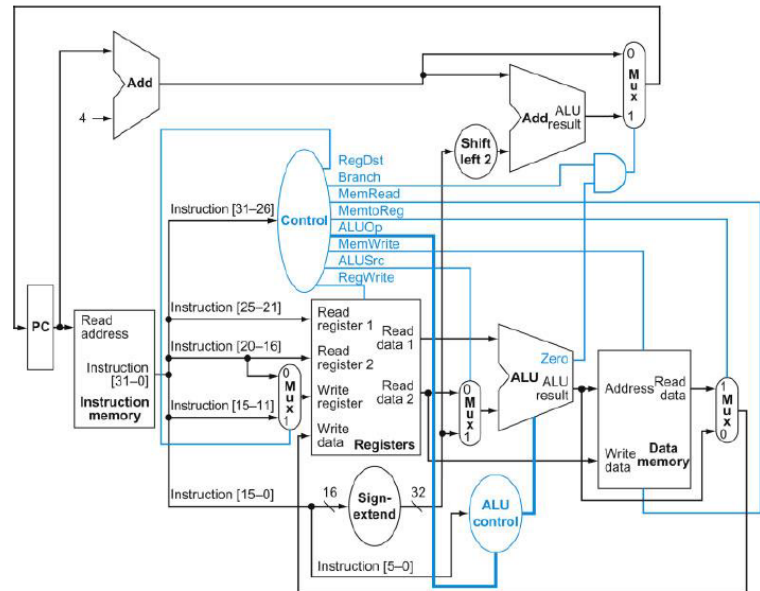 Add
4
0
Mux
1
Add
ALU
result
Shift
left 2
RegDst
Branch
MemRead
MemtoReg
ALUOp
MemWrite
ALUSrc
RegWrite
Control
Instruction [31–26]
PC
Read
address
Instruction
[31–0]
Instruction
memory
Instruction [25–21]
Instruction [20–16]
Instruction [15–11]
Instruction [15–0]
0
Mux
1
Read
register 1
Read
register 2
Write
register
Write
data
Read
data 1
Read
data 2
Registers
0
Mux
1
Zero
ALU
ALU
result
Address
Read
data
Write
data
Data
memory
1
Mux
0
16
Sign-
extend
32
ALU
control
Instruction [5–0]